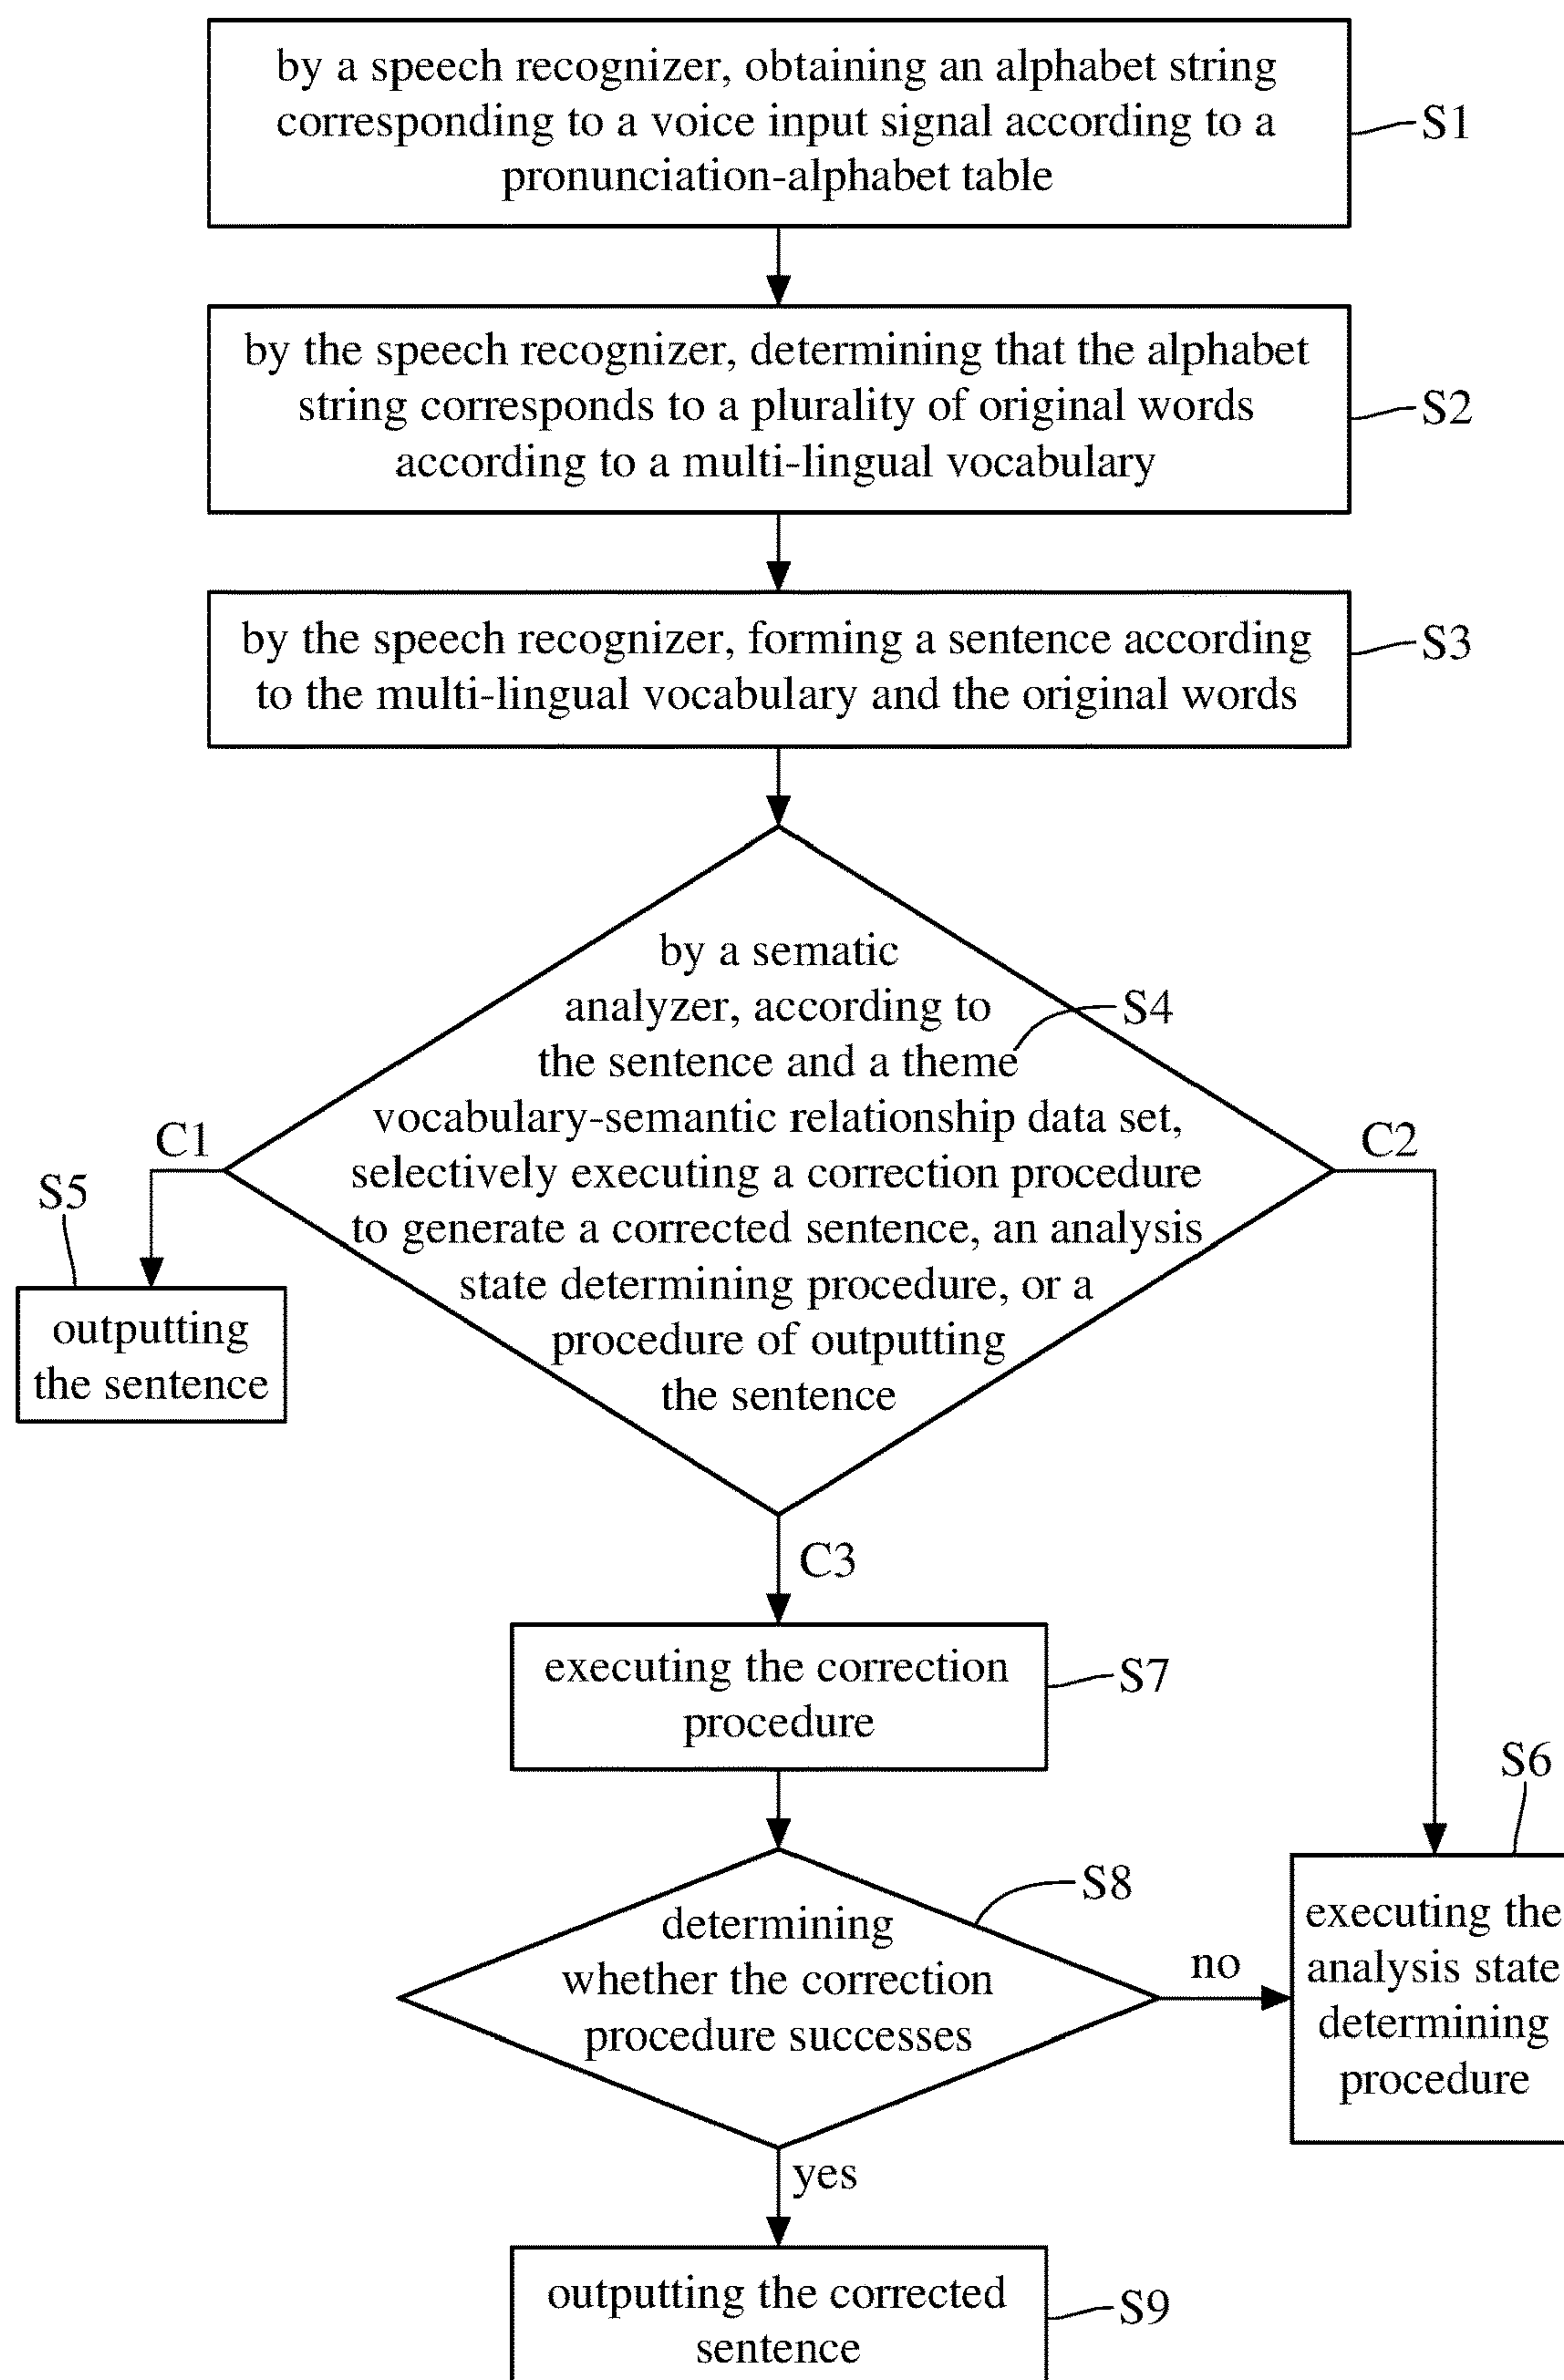 by a speech recognizer, obtaining an alphabet string
corresponding to a voice input signal according to a
pronunciation-alphabet table
S1
by the speech recognizer, determining that the alphabet
string corresponds to a plurality of original words
according to a multi-lingual vocabulary
S2
by the speech recognizer, forming a sentence according
to the multi-lingual vocabulary and the original words
S3
by a sematic
analyzer, according to
the sentence and a theme
vocabulary-semantic relationship data set,
selectively executing a correction procedure
to generate a corrected sentence, an analysis
state determining procedure, or a
procedure of outputting
the sentence
S4
C1
C2
S5
outputting
the sentence
C3
executing the correction
procedure
S7
S6
executing the
analysis state
determining
procedure
S8
determining
whether the correction
procedure successes
no
yes
outputting the corrected
sentence
S9